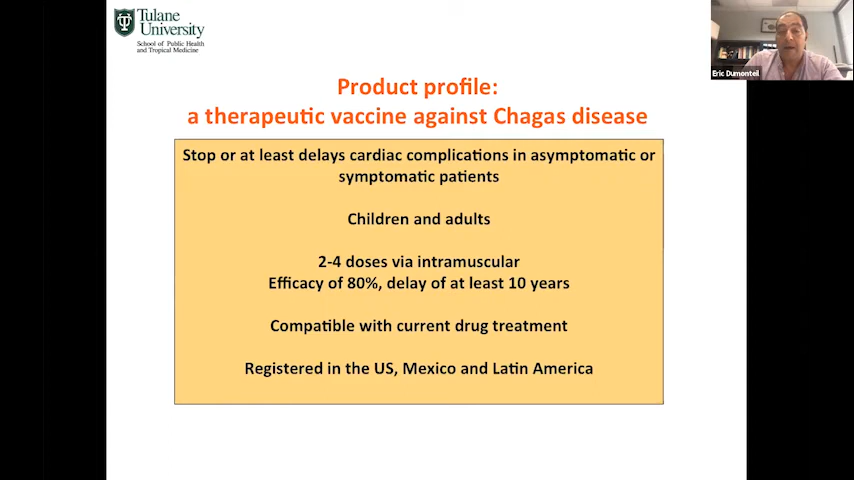 Tulane
University
School of Public Health
and Tropical Medicine
Eric Dumonteil
Product profile:
a therapeutic vaccine against Chagas disease
Stop or at least delays cardiac complications in asymptomatic or
symptomatic patients
Children and adults
2-4 doses via intramuscular
Efficacy of 80%, delay of at least 10 years
Compatible with current drug treatment
Registered in the US, Mexico and Latin America